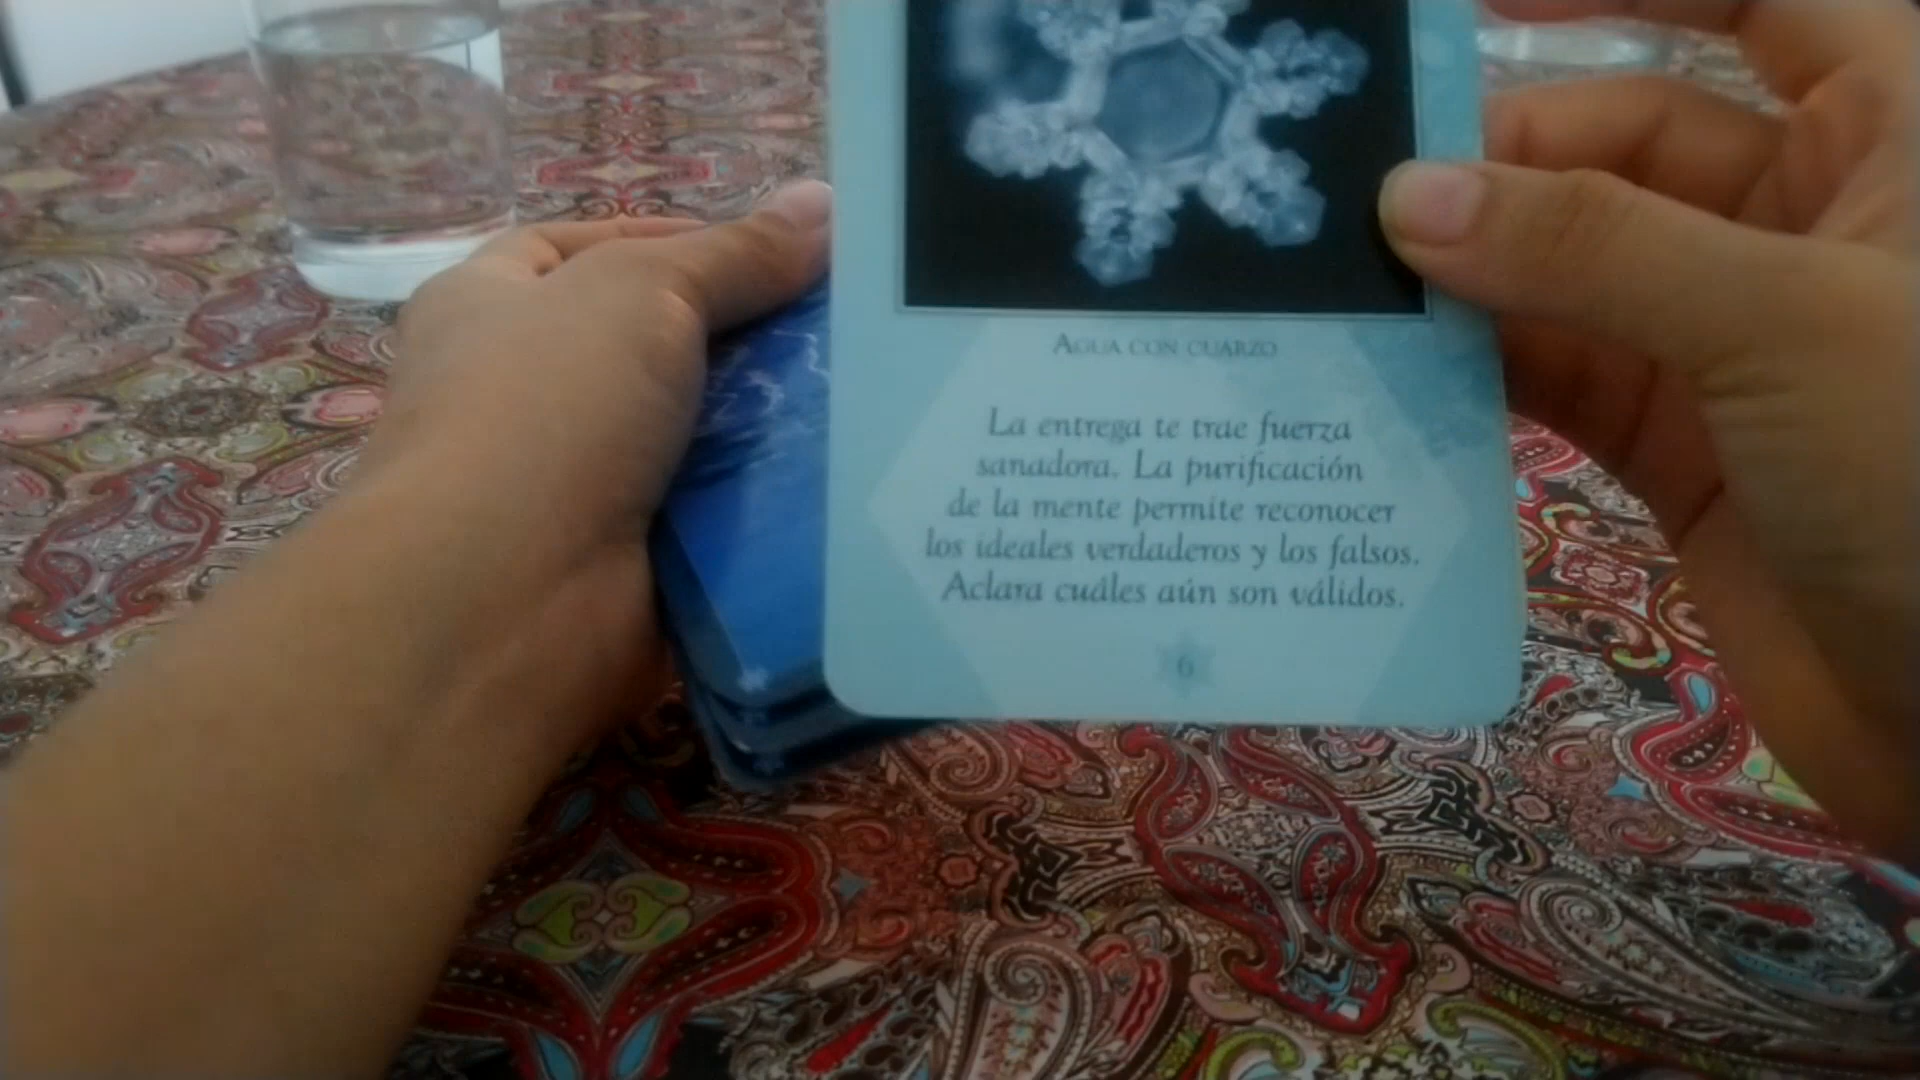 Agua con cuarzo
La entrega te trae fuerza
sanadora. La purificación
de la mente permite reconocer
los ideales verdaderos y los falsos.
Aclara cuáles aún son válidos.
6